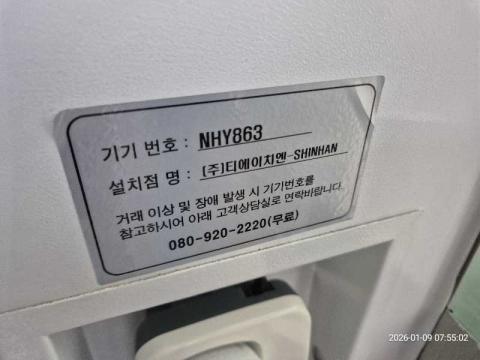 기기 번호 : NHY863
설치점 명 : (주)티에이치엔-SHINHAN
거래 이상 및 장애 발생 시 기기번호를
참고하시어 아래 고객상담실로 연락바랍니다.
080-920-2220(무료)
2026-01-09 07:55:02